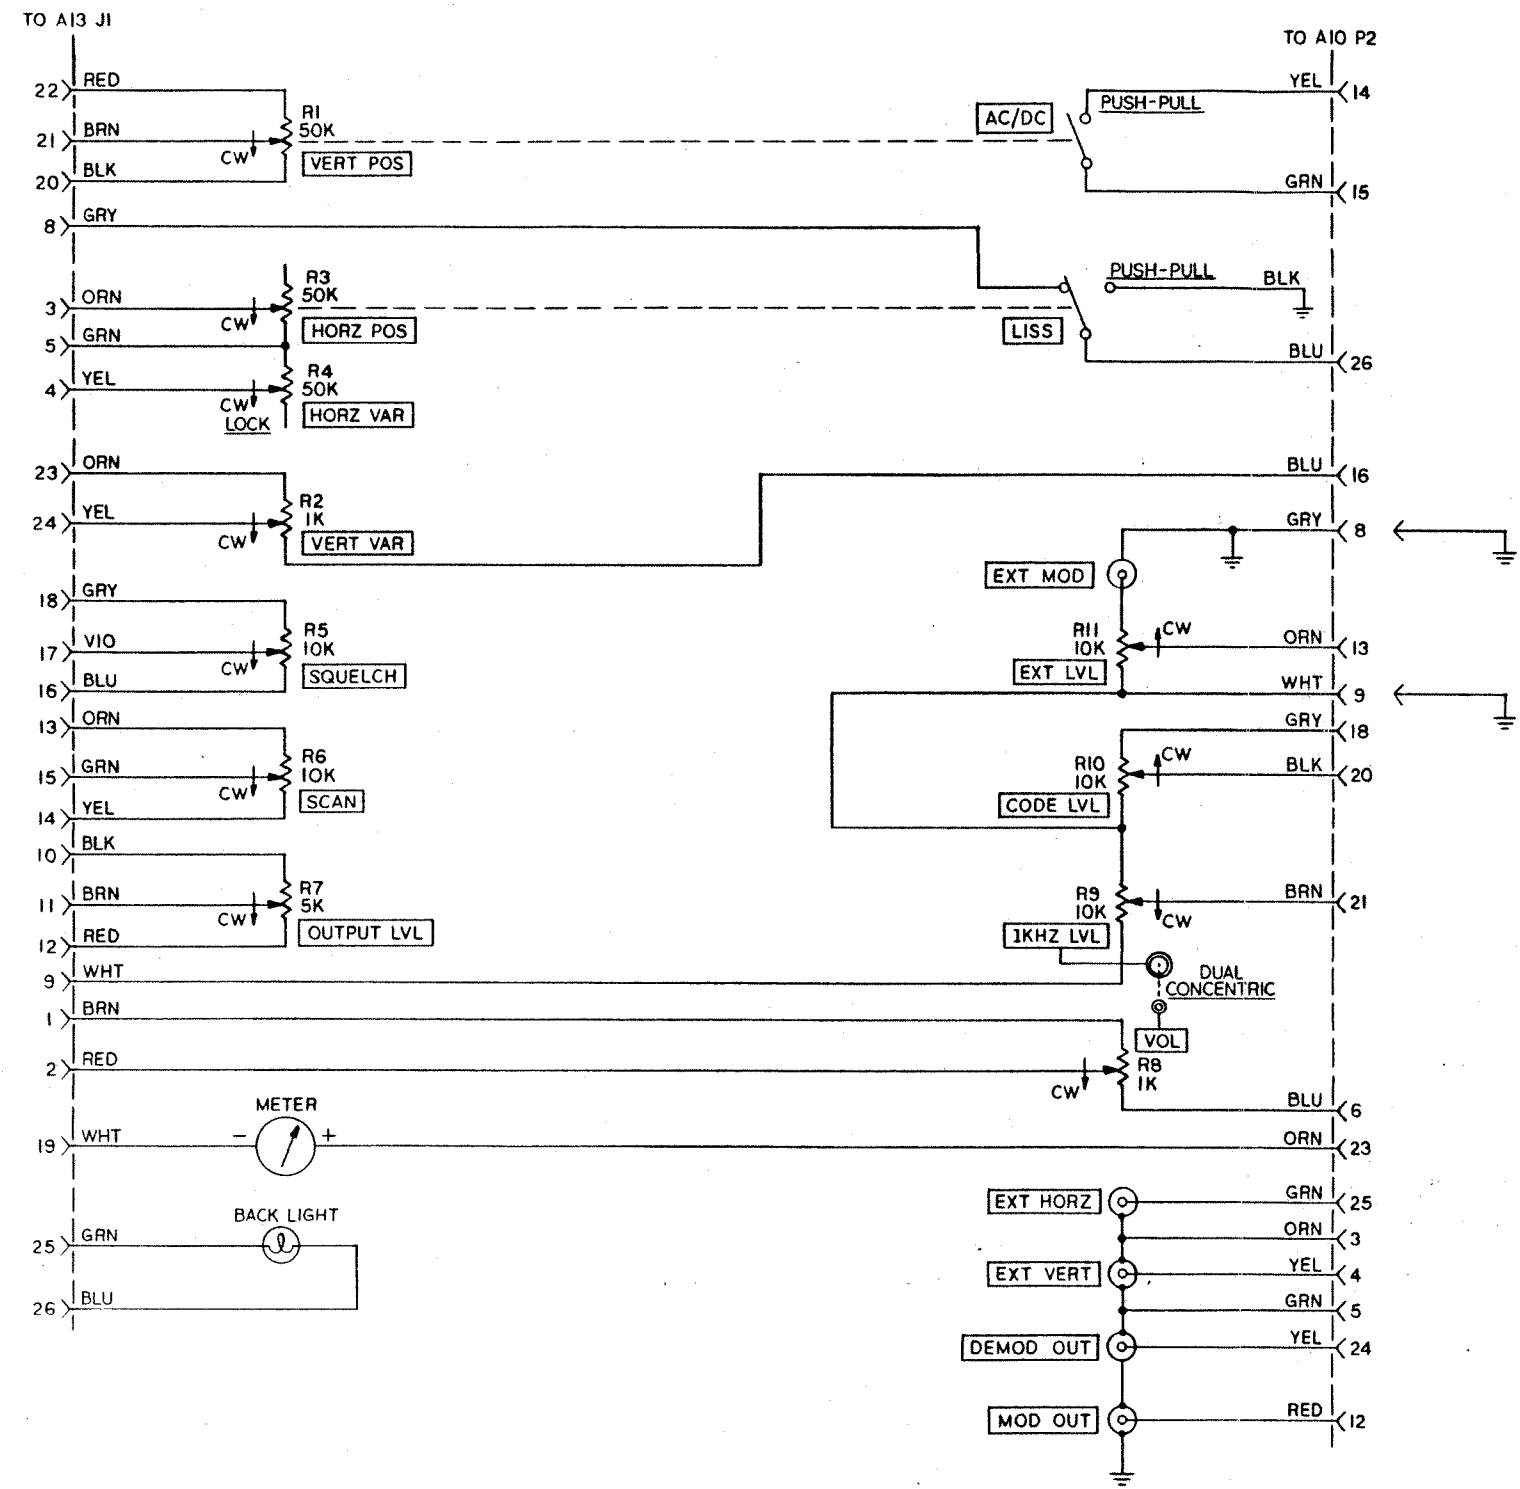 TO A13 J1
TO A10 P2
22 RED
R1
50K
21 BRN
CW
VERT POS
20 BLK
AC/DC
PUSH-PULL
YEL 14
GRN 15
8 GRY
R3
50K
3 ORN
CW
HORZ POS
5 GRN
R4
50K
4 YEL
CW
LOCK
HORZ VAR
PUSH-PULL
BLK
LISS
BLU 26
23 ORN
R2
1K
24 YEL
CW
VERT VAR
BLU 16
GRY 8
EXT MOD
18 GRY
R5
10K
17 VIO
CW
SQUELCH
16 BLU
R11
10K
CW
ORN 13
EXT LVL
WHT 9
13 ORN
R6
10K
15 GRN
CW
SCAN
14 YEL
GRY 18
R10
10K
CW
BLK 20
CODE LVL
10 BLK
R7
5K
11 BRN
CW
OUTPUT LVL
12 RED
R9
10K
CW
BRN 21
1KHZ LVL
9 WHT
DUAL
CONCENTRIC
VOL
1 BRN
2 RED
R8
1K
CW
BLU 6
METER
19 WHT
- +
ORN 23
BACK LIGHT
25 GRN
26 BLU
EXT HORZ
GRN 25
ORN 3
EXT VERT
YEL 4
GRN 5
DEMOD OUT
YEL 24
MOD OUT
RED 12